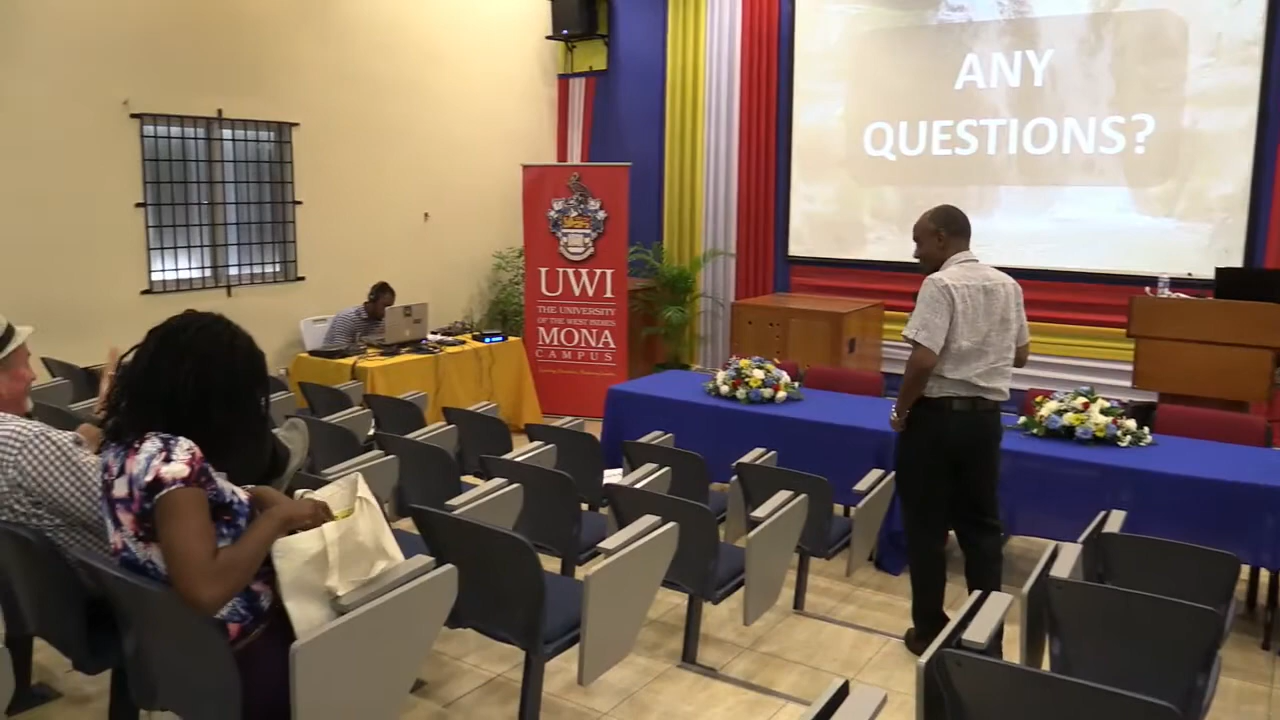 ANY
QUESTIONS?
UWI
THE UNIVERSITY
OF THE WEST INDIES
MONA
CAMPUS